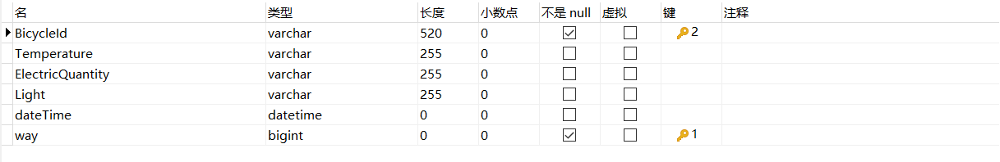 名 类型 长度 小数点 不是 null 虚拟 键 注释
BicycleId varchar 520 0 2
Temperature varchar 255 0
ElectricQuantity varchar 255 0
Light varchar 255 0
dateTime datetime 0 0
way bigint 0 0 1